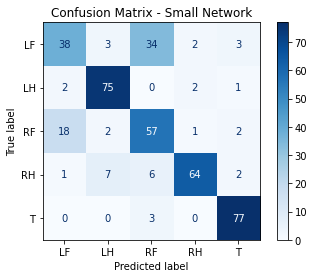 Confusion Matrix - Small Network
LF 38 3 34 2 3
LH 2 75 0 2 1
RF 18 2 57 1 2
RH 1 7 6 64 2
T 0 0 3 0 77
LF LH RF RH T
True label
Predicted label
70
60
50
40
30
20
10
0